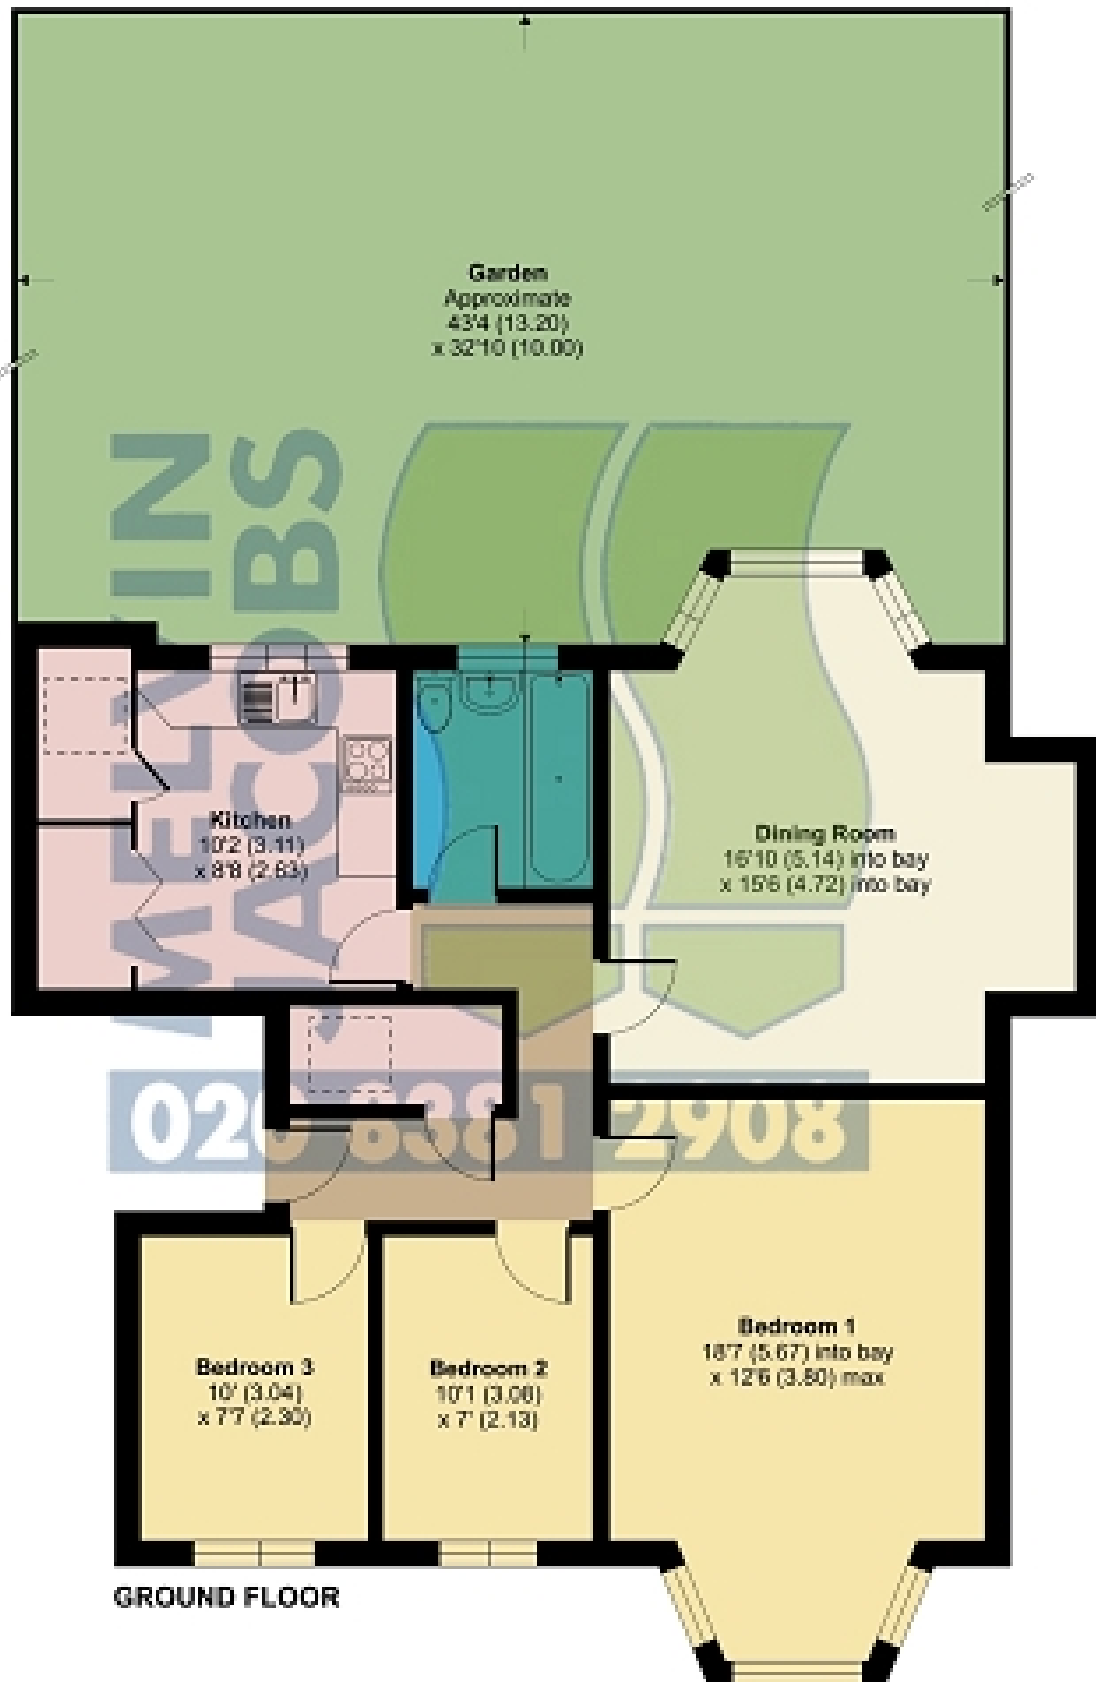 Garden
Approximate
43'4 (13.20)
x 32'10 (10.00)
MELVIN
JACOBS
Kitchen
10'2 (3.11)
x 8'8 (2.63)
Dining Room
16'10 (5.14) into bay
x 15'6 (4.72) into bay
020 8381 2908
Bedroom 1
18'7 (5.67) into bay
x 12'6 (3.80) max
Bedroom 3
10' (3.04)
x 7'7 (2.30)
Bedroom 2
10'1 (3.08)
x 7' (2.13)
GROUND FLOOR